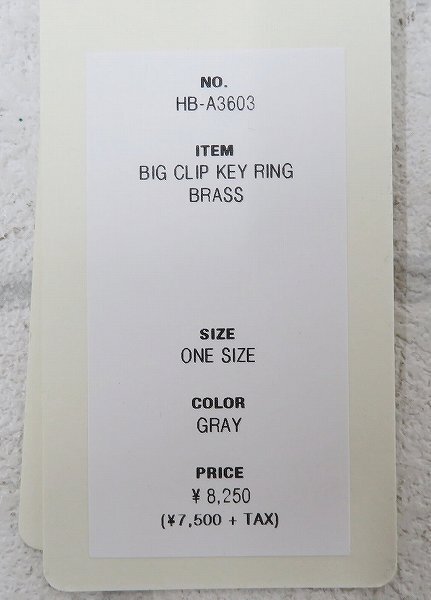 NO.
HB-A3603
ITEM
BIG CLIP KEY RING
BRASS
SIZE
ONE SIZE
COLOR
GRAY
PRICE
¥ 8,250
(¥7,500 + TAX)